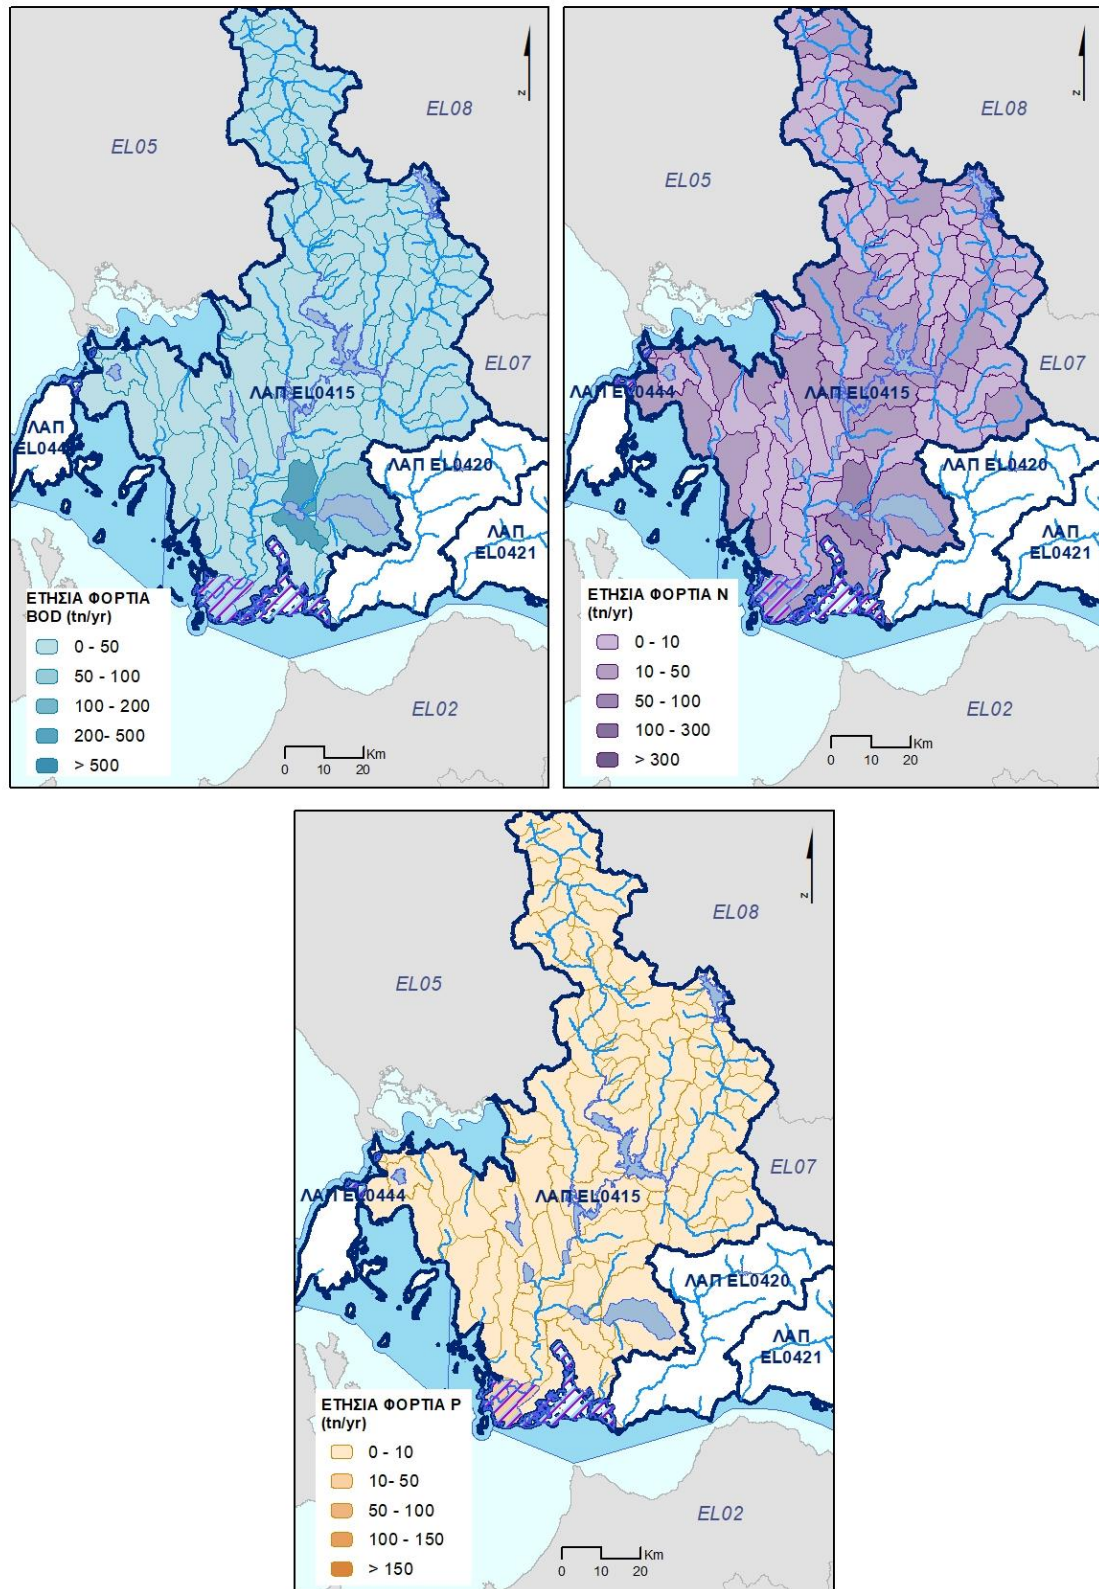 EL05
EL08
EL07
ΛΑΠ EL0415
ΛΑΠ
EL044
ΛΑΠ EL0420
ΛΑΠ
EL0421
EL02
ΕΤΗΣΙΑ ΦΟΡΤΙΑ
BOD (tn/yr)
0 - 50
50 - 100
100 - 200
200- 500
> 500
0 10 20 Km
z
EL05
EL08
EL07
ΛΑΠ EL0444
ΛΑΠ EL0415
ΛΑΠ EL0420
ΛΑΠ
EL0421
EL02
ΕΤΗΣΙΑ ΦΟΡΤΙΑ N
(tn/yr)
0 - 10
10 - 50
50 - 100
100 - 300
> 300
0 10 20 Km
z
EL05
EL08
EL07
ΛΑΠ EL0444
ΛΑΠ EL0415
ΛΑΠ EL0420
ΛΑΠ
EL0421
EL02
ΕΤΗΣΙΑ ΦΟΡΤΙΑ P
(tn/yr)
0 - 10
10- 50
50 - 100
100 - 150
> 150
0 10 20 Km
z